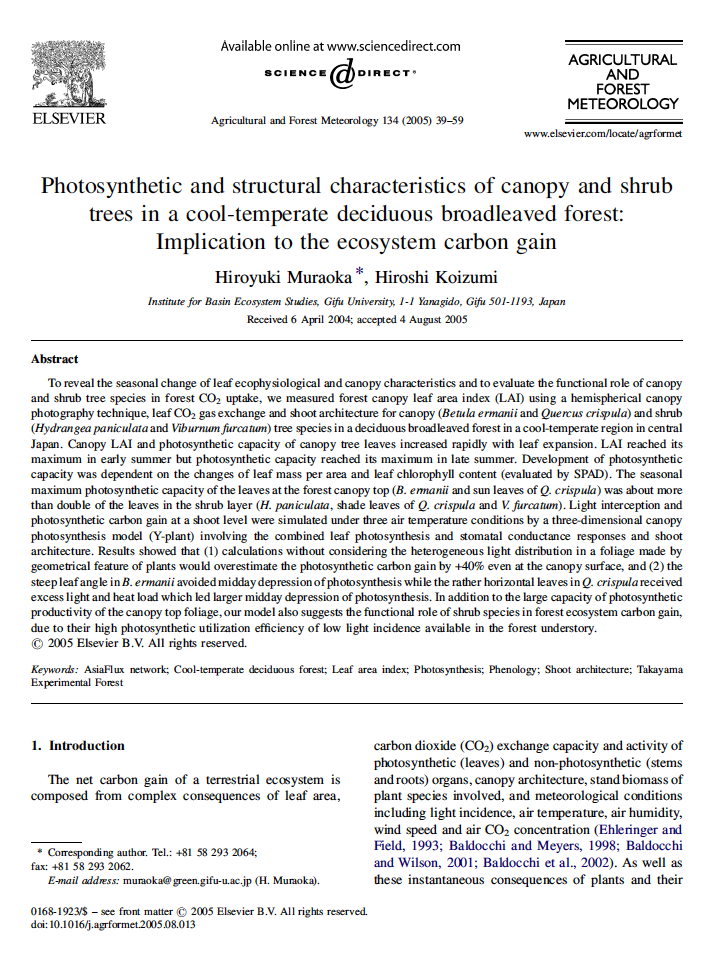 ELSEVIER
Available online at www.sciencedirect.com
SCIENCE DIRECT®
Agricultural and Forest Meteorology 134 (2005) 39–59
AGRICULTURAL
AND
FOREST
METEOROLOGY
www.elsevier.com/locate/agrformet
Photosynthetic and structural characteristics of canopy and shrub
trees in a cool-temperate deciduous broadleaved forest:
Implication to the ecosystem carbon gain
Hiroyuki Muraoka *, Hiroshi Koizumi
Institute for Basin Ecosystem Studies, Gifu University, 1-1 Yanagido, Gifu 501-1193, Japan
Received 6 April 2004; accepted 4 August 2005
Abstract
To reveal the seasonal change of leaf ecophysiological and canopy characteristics and to evaluate the functional role of canopy
and shrub tree species in forest CO2 uptake, we measured forest canopy leaf area index (LAI) using a hemispherical canopy
photography technique, leaf CO2 gas exchange and shoot architecture for canopy (Betula ermanii and Quercus crispula) and shrub
(Hydrangea paniculata and Viburnum furcatum) tree species in a deciduous broadleaved forest in a cool-temperate region in central
Japan. Canopy LAI and photosynthetic capacity of canopy tree leaves increased rapidly with leaf expansion. LAI reached its
maximum in early summer but photosynthetic capacity reached its maximum in late summer. Development of photosynthetic
capacity was dependent on the changes of leaf mass per area and leaf chlorophyll content (evaluated by SPAD). The seasonal
maximum photosynthetic capacity of the leaves at the forest canopy top (B. ermanii and sun leaves of Q. crispula) was about more
than double of the leaves in the shrub layer (H. paniculata, shade leaves of Q. crispula and V. furcatum). Light interception and
photosynthetic carbon gain at a shoot level were simulated under three air temperature conditions by a three-dimensional canopy
photosynthesis model (Y-plant) involving the combined leaf photosynthesis and stomatal conductance responses and shoot
architecture. Results showed that (1) calculations without considering the heterogeneous light distribution in a foliage made by
geometrical feature of plants would overestimate the photosynthetic carbon gain by +40% even at the canopy surface, and (2) the
steep leaf angle in B. ermanii avoided midday depression of photosynthesis while the rather horizontal leaves in Q. crispula received
excess light and heat load which led larger midday depression of photosynthesis. In addition to the large capacity of photosynthetic
productivity of the canopy top foliage, our model also suggests the functional role of shrub species in forest ecosystem carbon gain,
due to their high photosynthetic utilization efficiency of low light incidence available in the forest understory.
© 2005 Elsevier B.V. All rights reserved.
Keywords: AsiaFlux network; Cool-temperate deciduous forest; Leaf area index; Photosynthesis; Phenology; Shoot architecture; Takayama
Experimental Forest
1. Introduction
The net carbon gain of a terrestrial ecosystem is
composed from complex consequences of leaf area,
* Corresponding author. Tel.: +81 58 293 2064;
fax: +81 58 293 2062.
E-mail address: muraoka@green.gifu-u.ac.jp (H. Muraoka).
carbon dioxide (CO2) exchange capacity and activity of
photosynthetic (leaves) and non-photosynthetic (stems
and roots) organs, canopy architecture, stand biomass of
plant species involved, and meteorological conditions
including light incidence, air temperature, air humidity,
wind speed and air CO2 concentration (Ehleringer and
Field, 1993; Baldocchi and Meyers, 1998; Baldocchi
and Wilson, 2001; Baldocchi et al., 2002). As well as
these instantaneous consequences of plants and their
0168-1923/$ – see front matter © 2005 Elsevier B.V. All rights reserved.
doi:10.1016/j.agrformet.2005.08.013